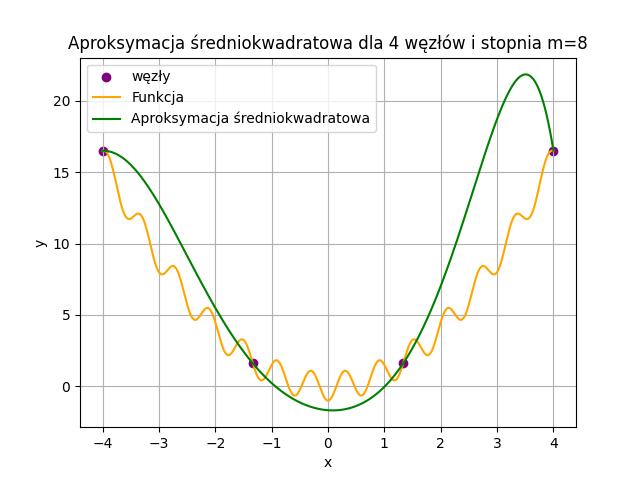 Aproksymacja średniokwadratowa dla 4 węzłów i stopnia m=8
węzły
Funkcja
Aproksymacja średniokwadratowa
y
20
15
10
5
0
−4 −3 −2 −1 0 1 2 3 4
x